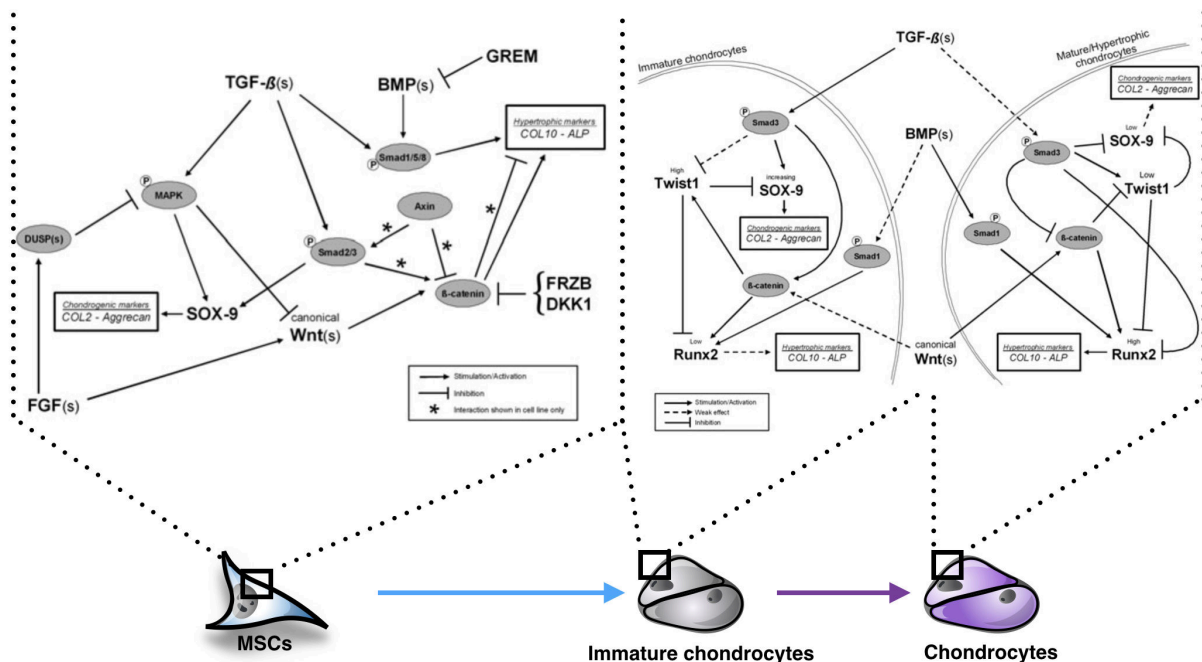 GREM
TGF-ß(s)
BMP(s)
Hypertrophic markers
COL10 - ALP
P
Smad1/5/8
P
MAPK
Axin
*
*
DUSP(s)
P
Smad2/3
*
ß-catenin
FRZB
DKK1
Chondrogenic markers
COL2 - Aggrecan
SOX-9
canonical
Wnt(s)
FGF(s)
Stimulation/Activation
Inhibition
* Interaction shown in cell line only
TGF-ß(s)
Immature chondrocytes
P
Smad3
High
Twist1
increasing
SOX-9
Chondrogenic markers
COL2 - Aggrecan
P
Smad1
ß-catenin
Low
Runx2
Hypertrophic markers
COL10 - ALP
BMP(s)
canonical
Wnt(s)
Mature/Hypertrophic
chondrocytes
Chondrogenic markers
COL2 - Aggrecan
P
Smad3
Low
SOX-9
Low
Twist1
P
Smad1
ß-catenin
High
Runx2
Hypertrophic markers
COL10 - ALP
Stimulation/Activation
Weak effect
Inhibition
MSCs
Immature chondrocytes
Chondrocytes